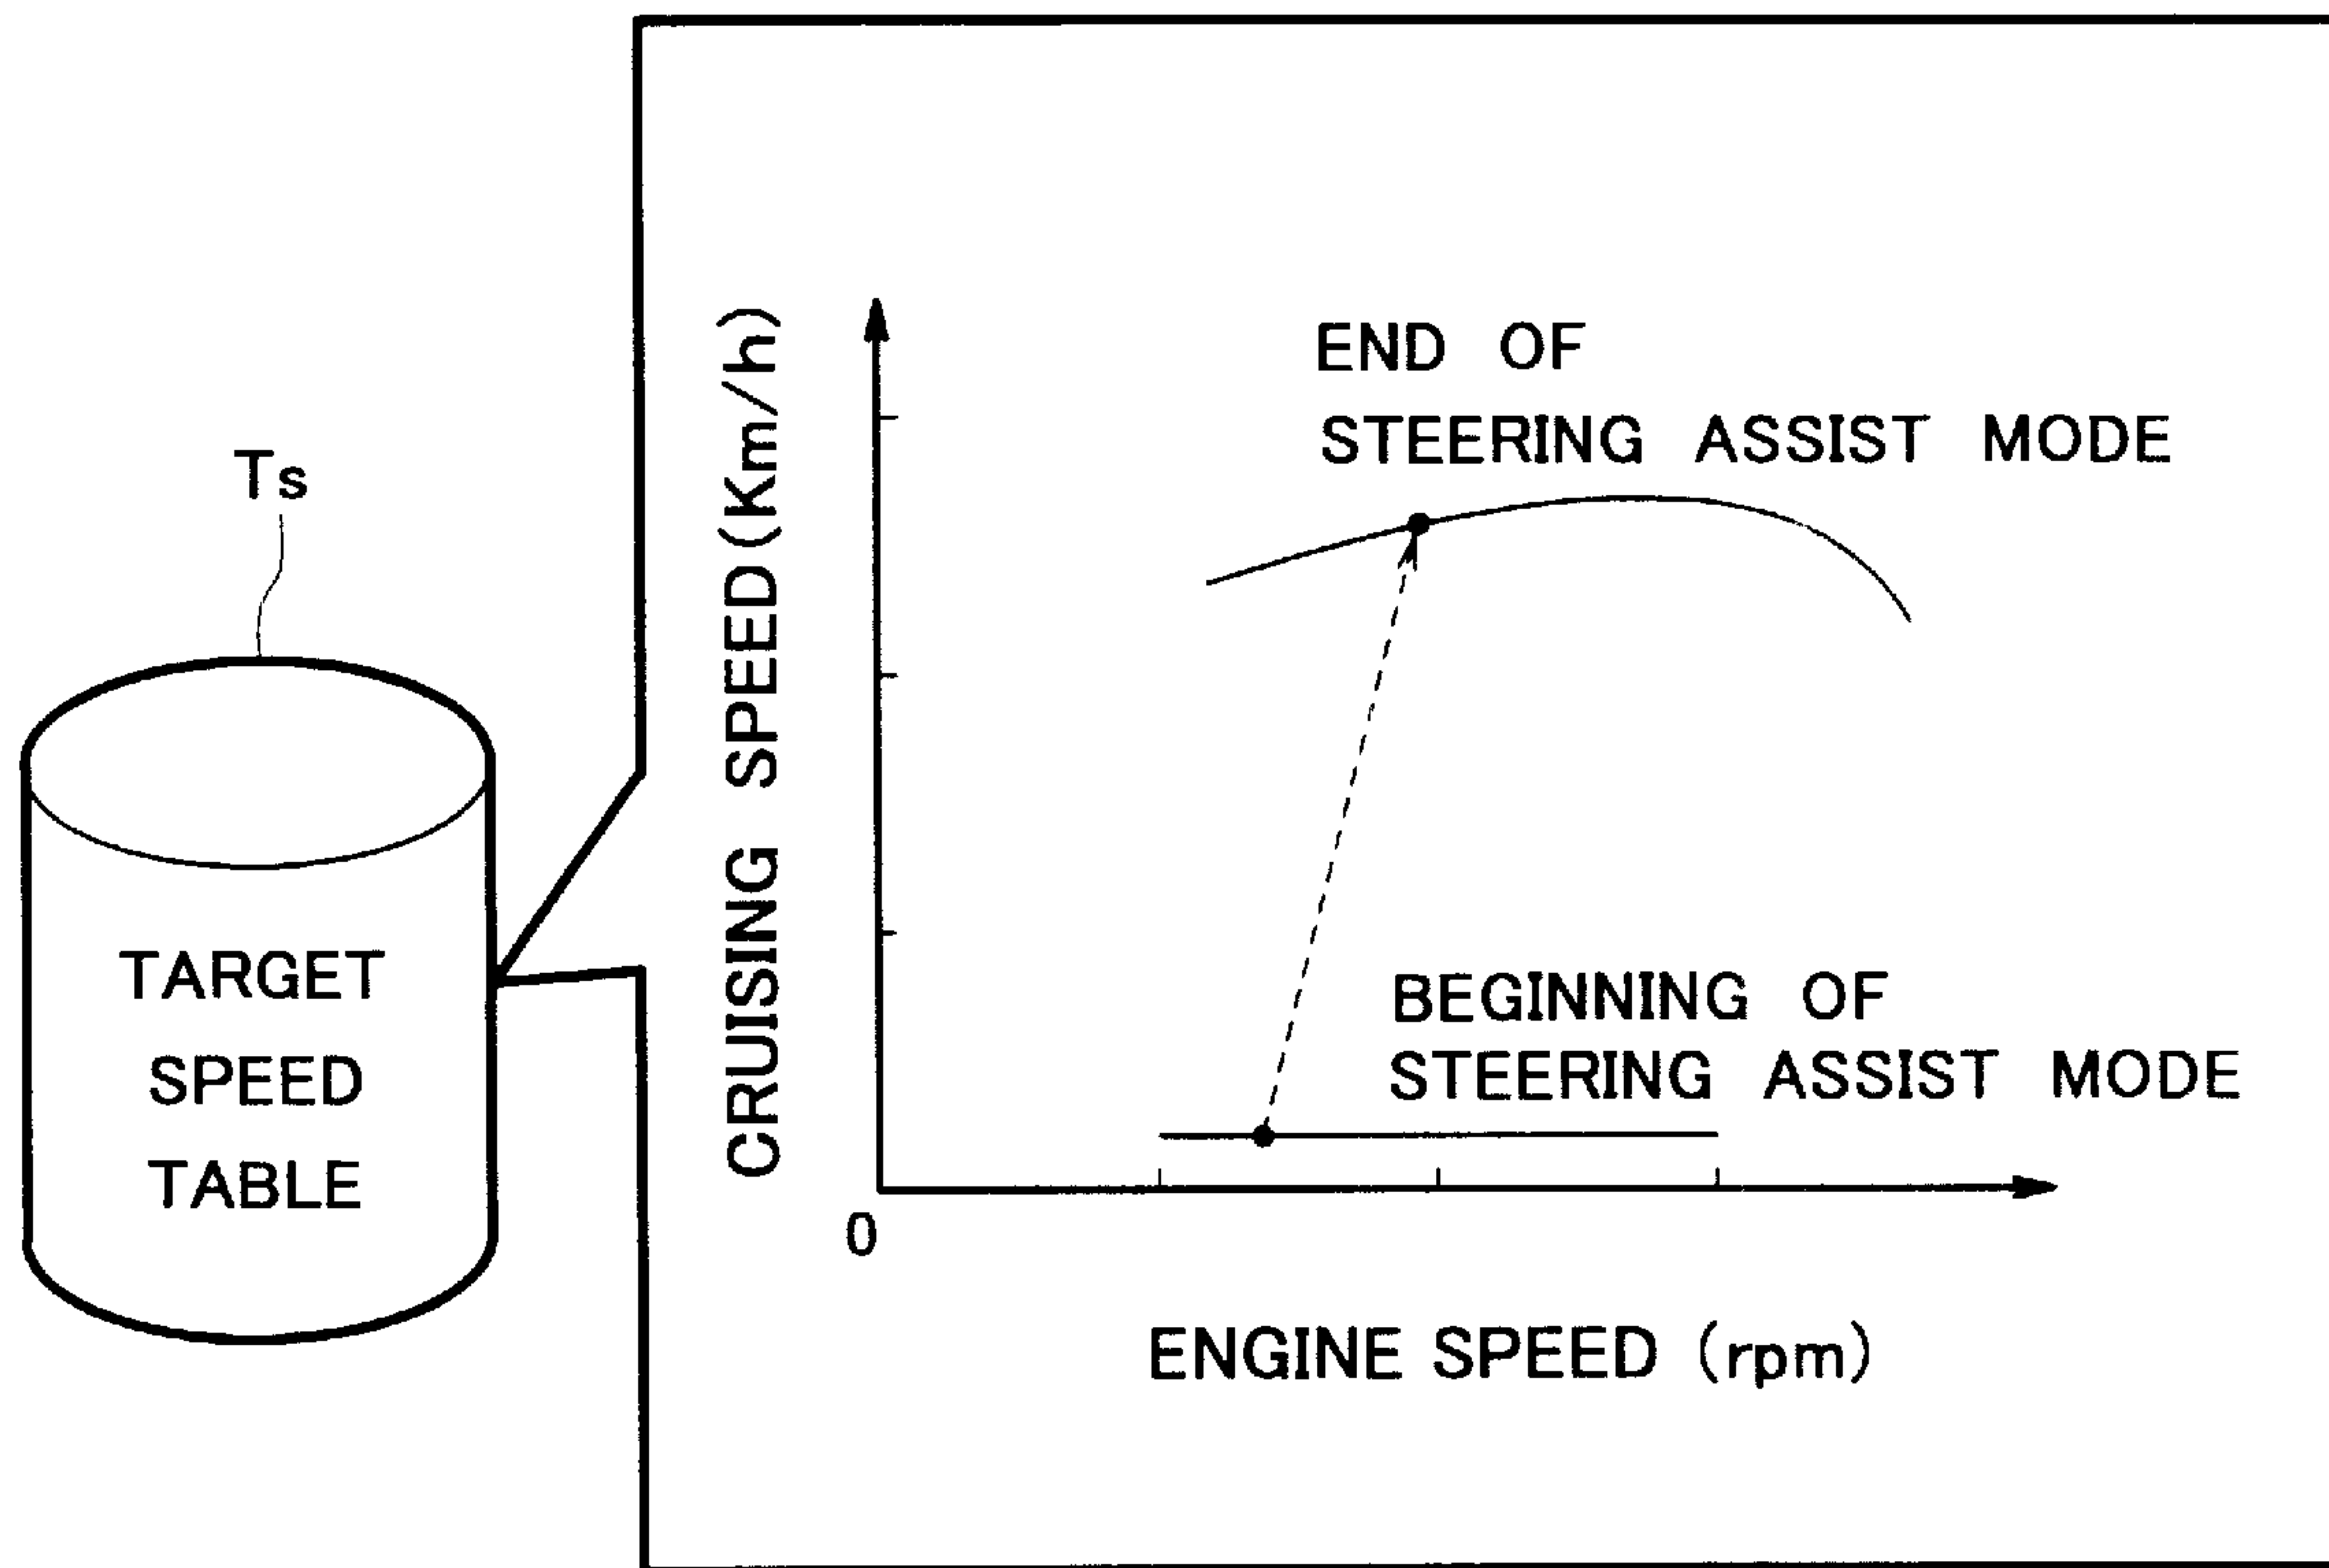 Ts
TARGET
SPEED
TABLE
CRUISING SPEED(Km/h)
END OF
STEERING ASSIST MODE
BEGINNING OF
STEERING ASSIST MODE
0
ENGINE SPEED (rpm)